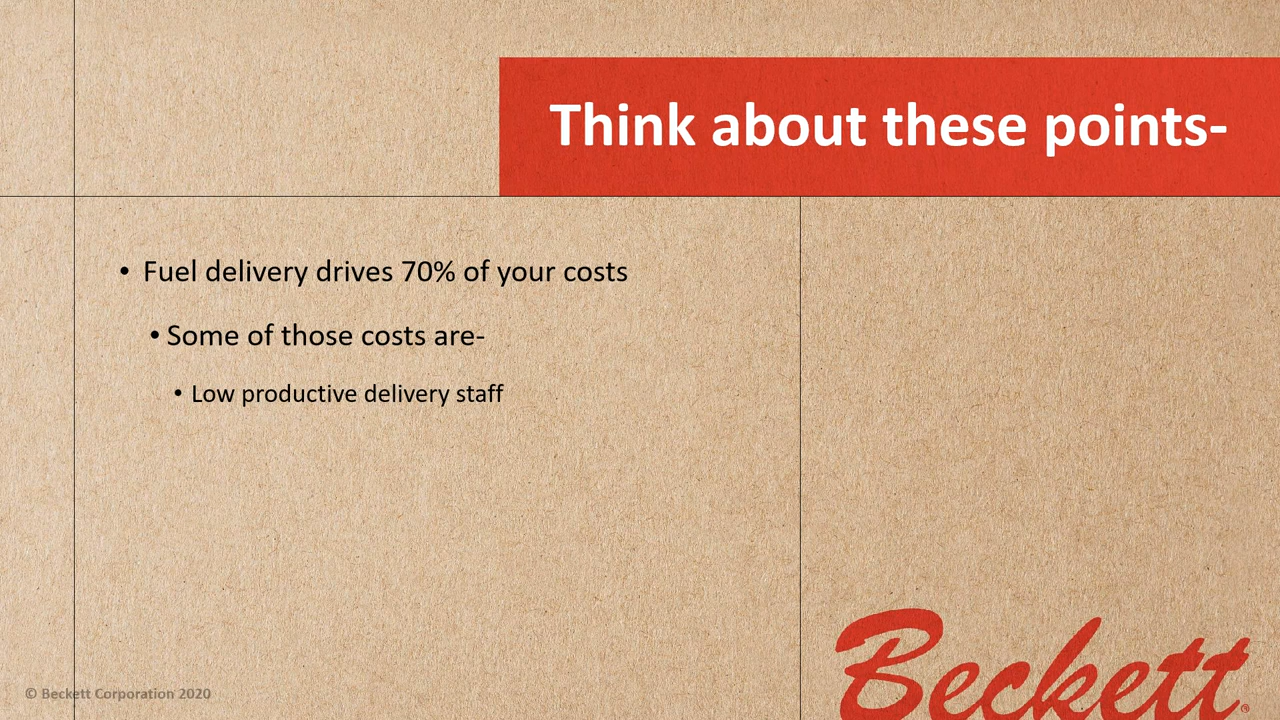 Think about these points-
• Fuel delivery drives 70% of your costs
• Some of those costs are-
• Low productive delivery staff
Beckett®
© Beckett Corporation 2020